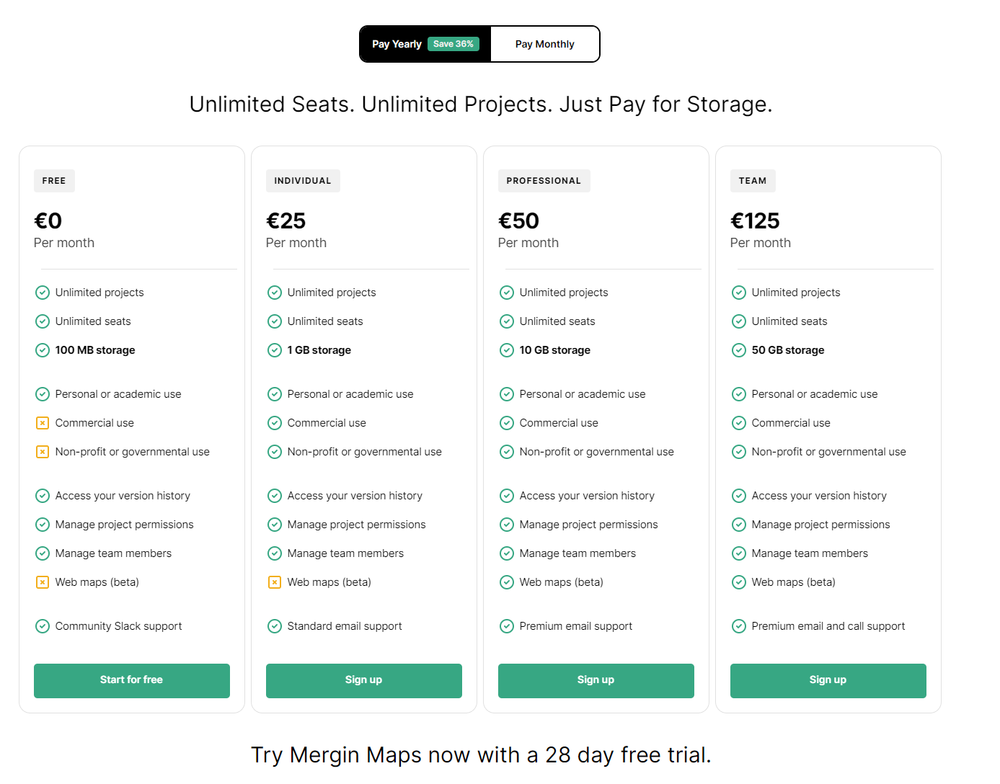 Pay Yearly Save 36% Pay Monthly
Unlimited Seats. Unlimited Projects. Just Pay for Storage.
FREE
€0
Per month
Unlimited projects
Unlimited seats
100 MB storage
Personal or academic use
Commercial use
Non-profit or governmental use
Access your version history
Manage project permissions
Manage team members
Web maps (beta)
Community Slack support
Start for free
INDIVIDUAL
€25
Per month
Unlimited projects
Unlimited seats
1 GB storage
Personal or academic use
Commercial use
Non-profit or governmental use
Access your version history
Manage project permissions
Manage team members
Web maps (beta)
Standard email support
Sign up
PROFESSIONAL
€50
Per month
Unlimited projects
Unlimited seats
10 GB storage
Personal or academic use
Commercial use
Non-profit or governmental use
Access your version history
Manage project permissions
Manage team members
Web maps (beta)
Premium email support
Sign up
TEAM
€125
Per month
Unlimited projects
Unlimited seats
50 GB storage
Personal or academic use
Commercial use
Non-profit or governmental use
Access your version history
Manage project permissions
Manage team members
Web maps (beta)
Premium email and call support
Sign up
Try Mergin Maps now with a 28 day free trial.